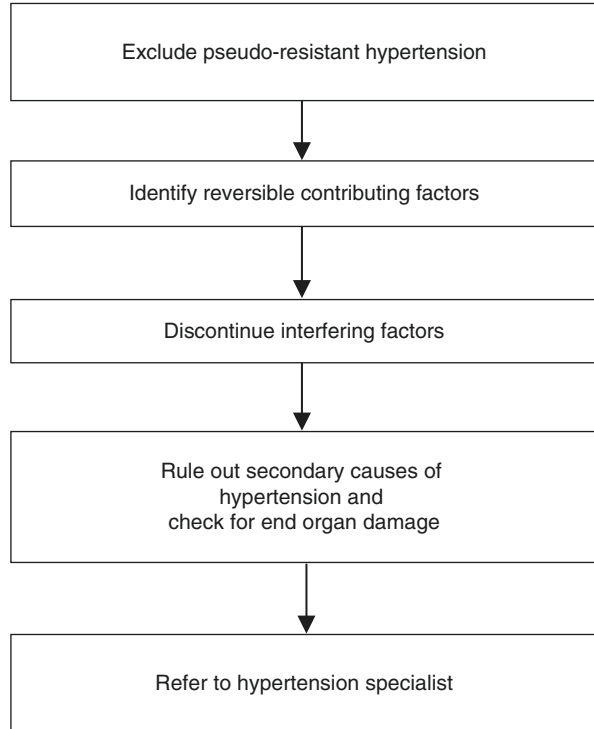 Exclude pseudo-resistant hypertension
Identify reversible contributing factors
Discontinue interfering factors
Rule out secondary causes of
hypertension and
check for end organ damage
Refer to hypertension specialist